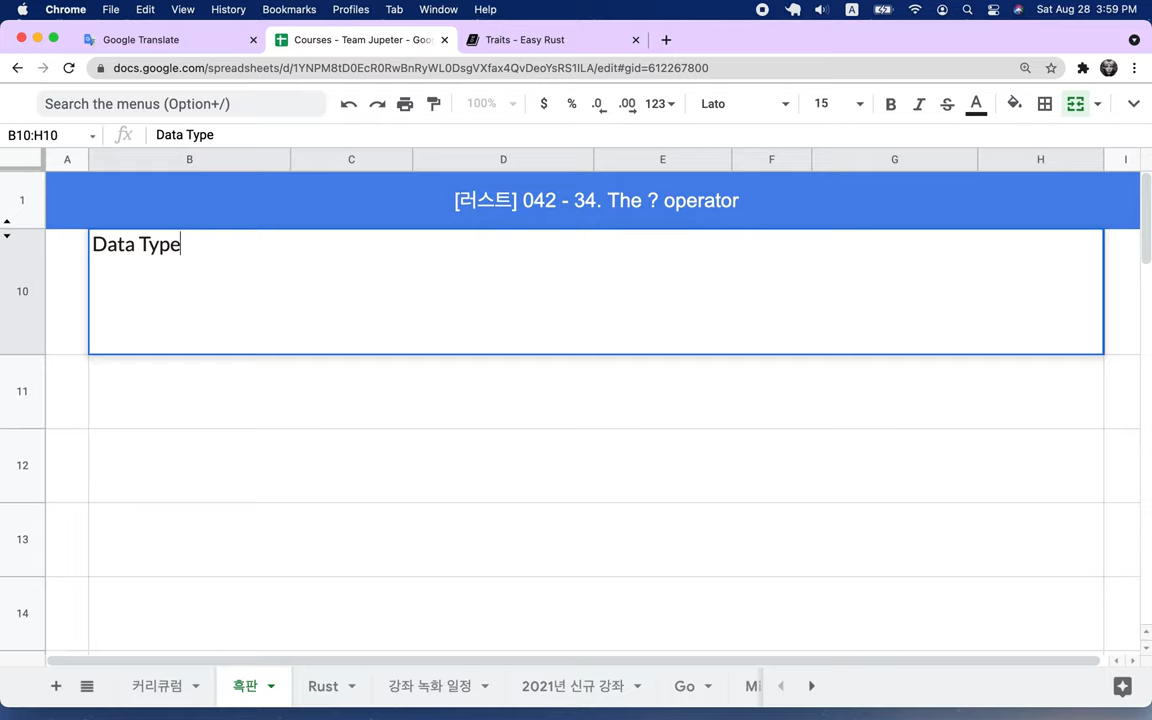 Chrome File Edit View History Bookmarks Profiles Tab Window Help A Sat Aug 28 3:59 PM
Google Translate Courses - Team Jupeter - Goo Traits - Easy Rust
docs.google.com/spreadsheets/d/1YNPM8tD0EcR0RwBnRyWL0DsgVXfax4QvDeoYsRS1ILA/edit#gid=612267800
Search the menus (Option+/) 100% $ % .0 .00 123 Lato 15 B I S A
B10:H10 fx Data Type
A B C D E F G H I
1 [러스트] 042 - 34. The ? operator
Data Type
10
11
12
13
14
커리큘럼 흑판 Rust 강좌 녹화 일정 2021년 신규 강좌 Go Mi